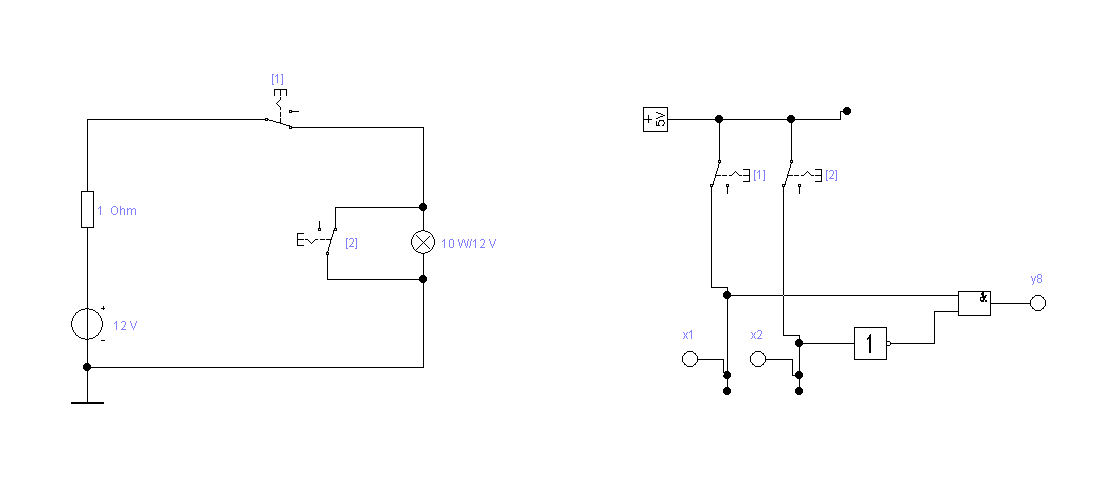 [1]
1 Ohm
[2]
10 W/12 V
+
12 V
-
+
5V
[1]
[2]
y8
&
x1
x2
1